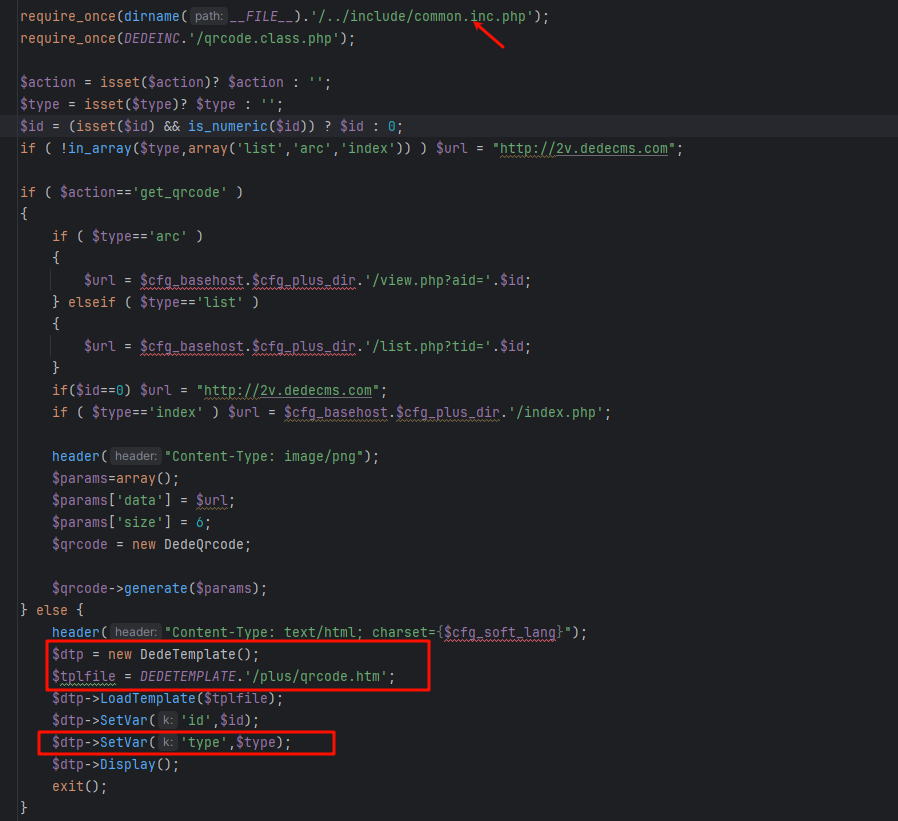 require_once(dirname( path: __FILE__).'/../include/common.inc.php');
require_once(DEDEINC.'/qrcode.class.php');
$action = isset($action)? $action : '';
$type = isset($type)? $type : '';
$id = (isset($id) && is_numeric($id)) ? $id : 0;
if ( !in_array($type,array('list','arc','index')) ) $url = "http://2v.dedecms.com";
if ( $action=='get_qrcode' )
{
if ( $type=='arc' )
{
$url = $cfg_basehost.$cfg_plus_dir.'/view.php?aid='.$id;
} elseif ( $type=='list' )
{
$url = $cfg_basehost.$cfg_plus_dir.'/list.php?tid='.$id;
}
if($id==0) $url = "http://2v.dedecms.com";
if ( $type=='index' ) $url = $cfg_basehost.$cfg_plus_dir.'/index.php';
header( header: "Content-Type: image/png");
$params=array();
$params['data'] = $url;
$params['size'] = 6;
$qrcode = new DedeQrcode;
$qrcode->generate($params);
} else {
header( header: "Content-Type: text/html; charset={$cfg_soft_lang}");
$dtp = new DedeTemplate();
$tplfile = DEDETEMPLATE.'/plus/qrcode.htm';
$dtp->LoadTemplate($tplfile);
$dtp->SetVar( k: 'id',$id);
$dtp->SetVar( k: 'type',$type);
$dtp->Display();
exit();
}